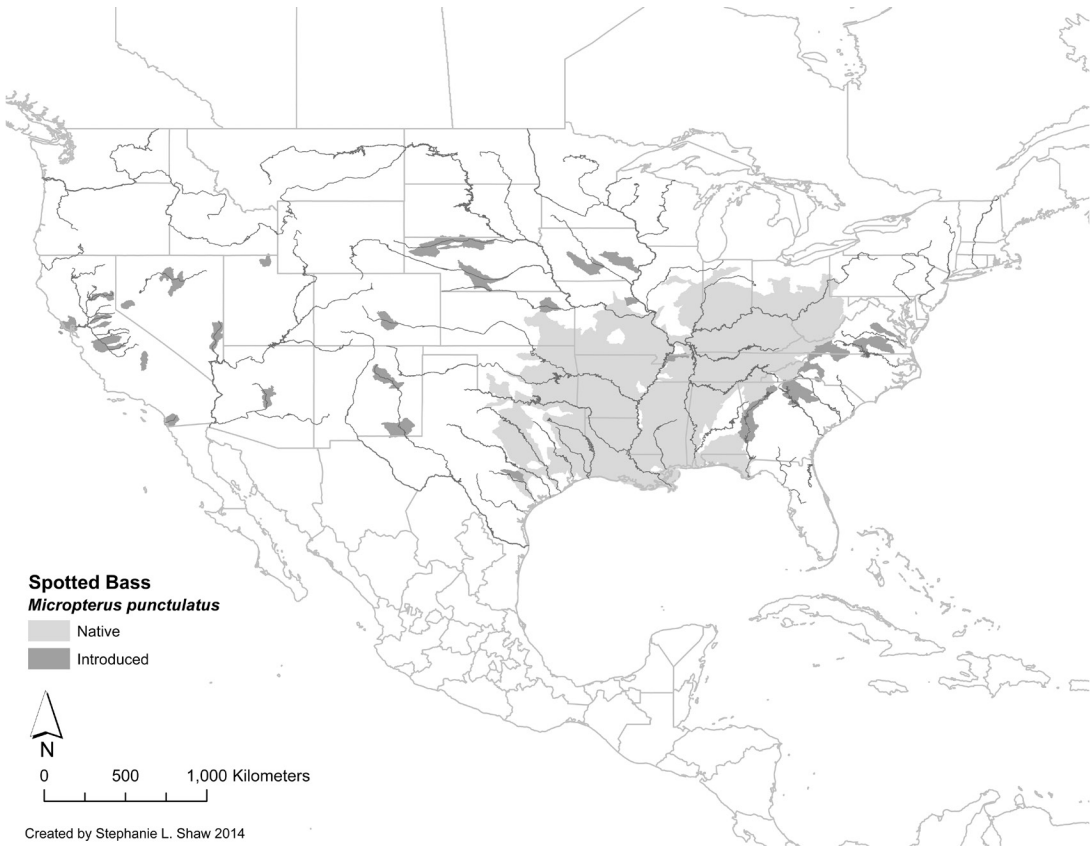 Spotted Bass
Micropterus punctulatus
Native
Introduced
N
0 500 1,000 Kilometers
Created by Stephanie L. Shaw 2014